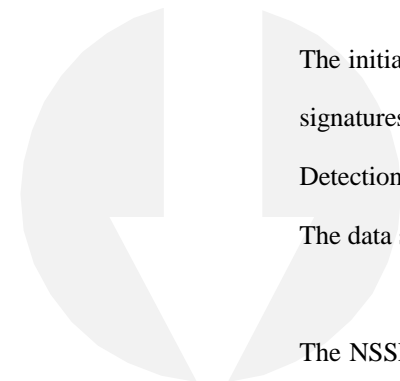 The initia
signatures
Detection
The data
The NSS